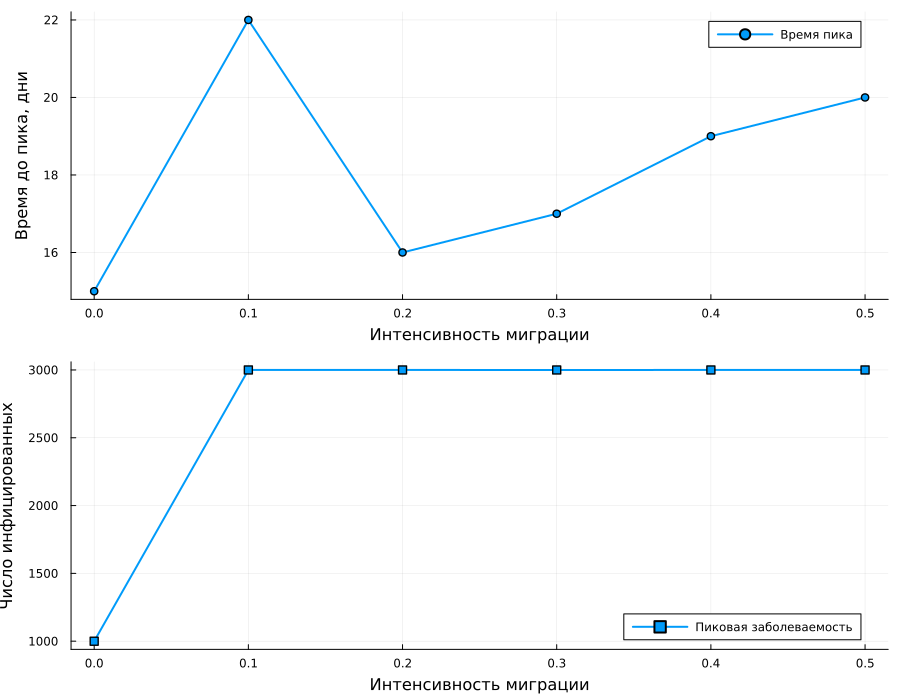 22
20
18
16
Время до пика, дни
Время пика
0.0 0.1 0.2 0.3 0.4 0.5
Интенсивность миграции
3000
2500
2000
1500
1000
Число инфицированных
Пиковая заболеваемость
0.0 0.1 0.2 0.3 0.4 0.5
Интенсивность миграции